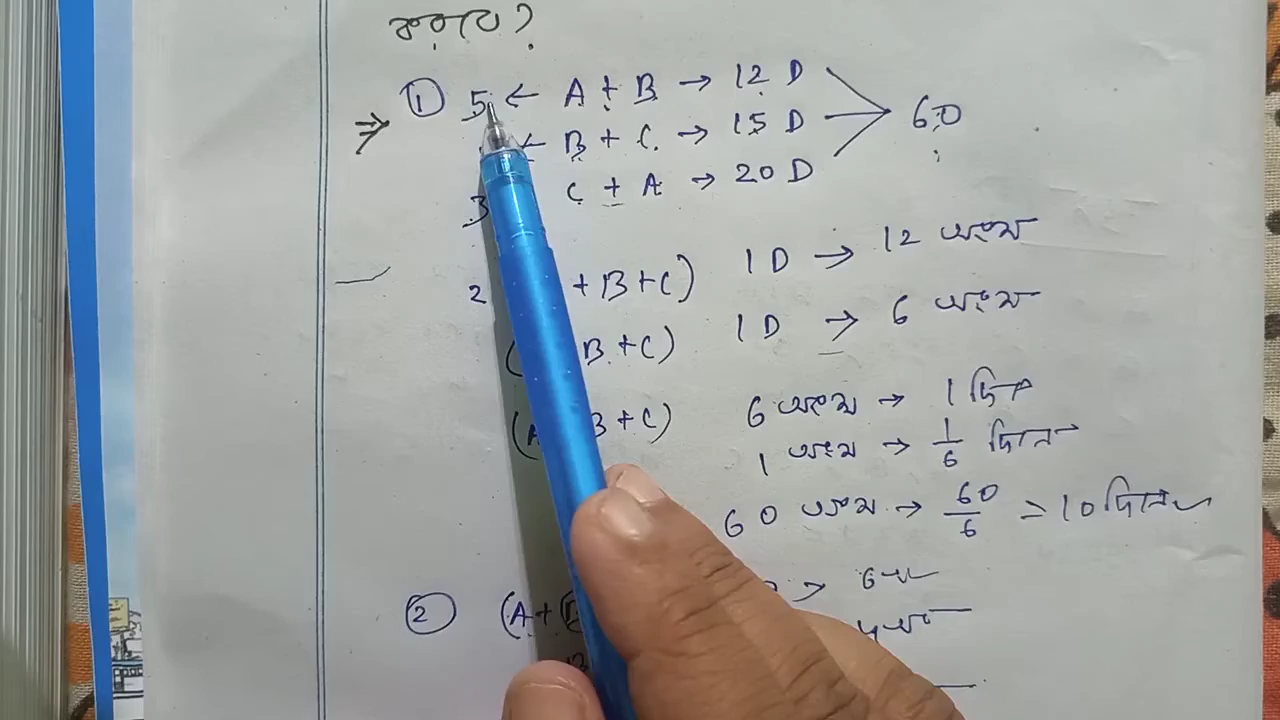 করবে?
① 5 ← A + B → 12 D
⇒ ← B + C → 15 D 60
3 C + A → 20 D
2 + B + C) 1 D → 12 অংশ
( B + C) 1 D → 6 অংশ
(A B + C) 6 অংশ → 1 দিন
1 অংশ → 1/6 দিনে
60 অংশ → 60/6 = 10 দিনে
② (A +